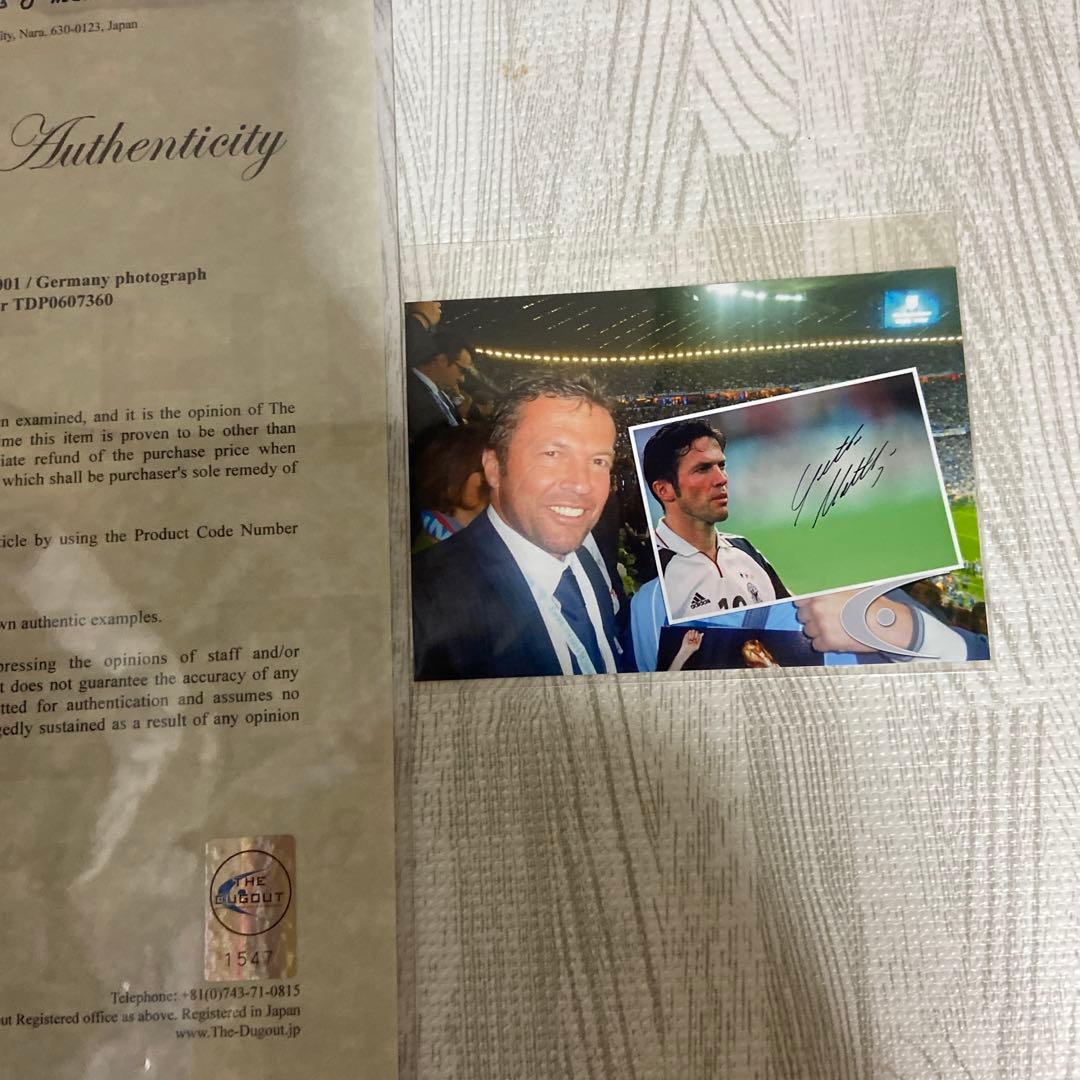 ity, Nara. 630-0123, Japan
Authenticity
001 / Germany photograph
r TDP0607360
n examined, and it is the opinion of The
me this item is proven to be other than
iate refund of the purchase price when
which shall be purchaser's sole remedy of
icle by using the Product Code Number
wn authentic examples.
pressing the opinions of staff and/or
t does not guarantee the accuracy of any
tted for authentication and assumes no
edly sustained as a result of any opinion
THE
DUGOUT
1547
Telephone: +81(0)743-71-0815
ut Registered office as above. Registered in Japan
www.The-Dugout.jp
adidas
10